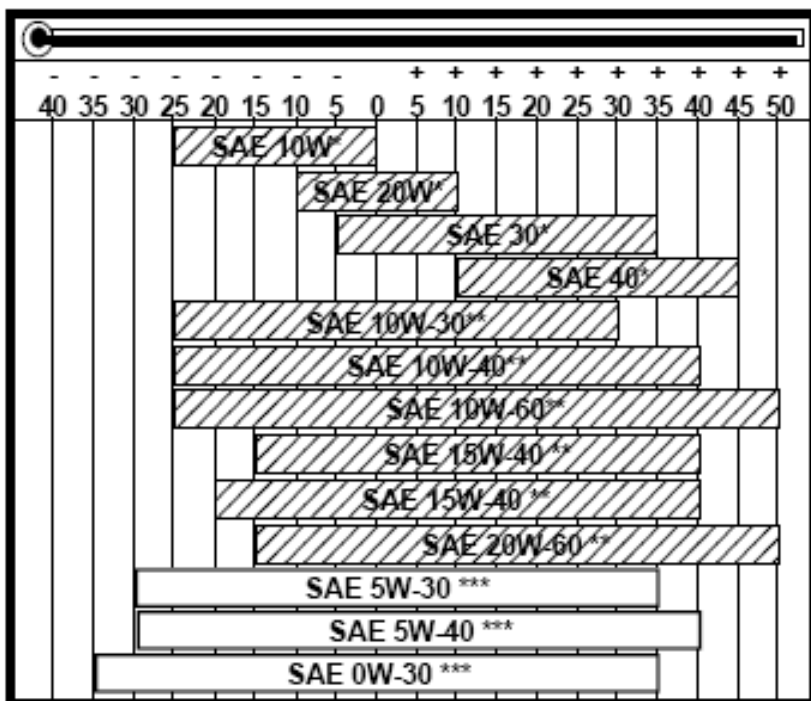 - - - - - - - - + + + + + + + + + +
40 35 30 25 20 15 10 5 0 5 10 15 20 25 30 35 40 45 50
SAE 10W*
SAE 20W*
SAE 30*
SAE 40*
SAE 10W-30**
SAE 10W-40**
SAE 10W-60**
SAE 15W-40 **
SAE 15W-40 **
SAE 20W-60 **
SAE 5W-30 ***
SAE 5W-40 ***
SAE 0W-30 ***